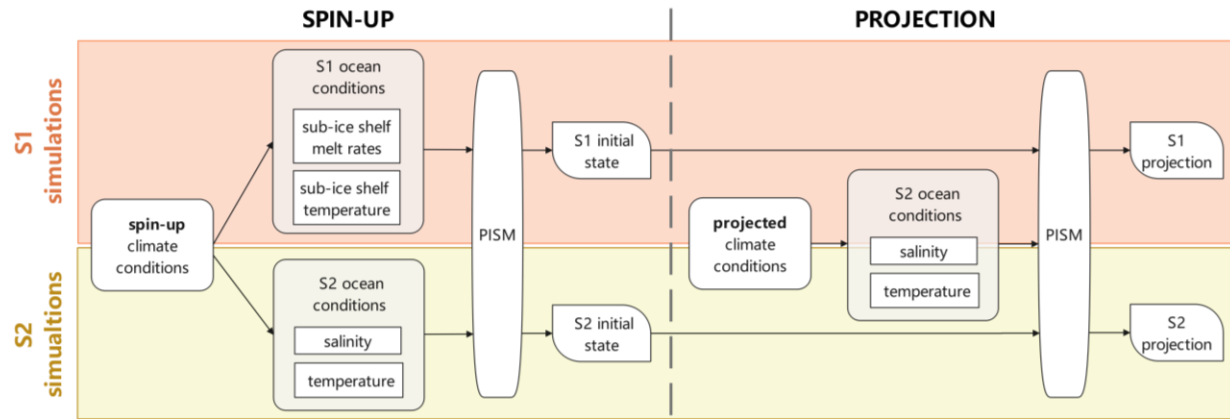 SPIN-UP
PROJECTION
S1
simulations
S1 ocean
conditions
sub-ice shelf
melt rates
sub-ice shelf
temperature
S1 initial
state
S1
projection
spin-up
climate
conditions
PISM
projected
climate
conditions
S2 ocean
conditions
salinity
temperature
PISM
S2
simualtions
S2 ocean
conditions
salinity
temperature
S2 initial
state
S2
projection